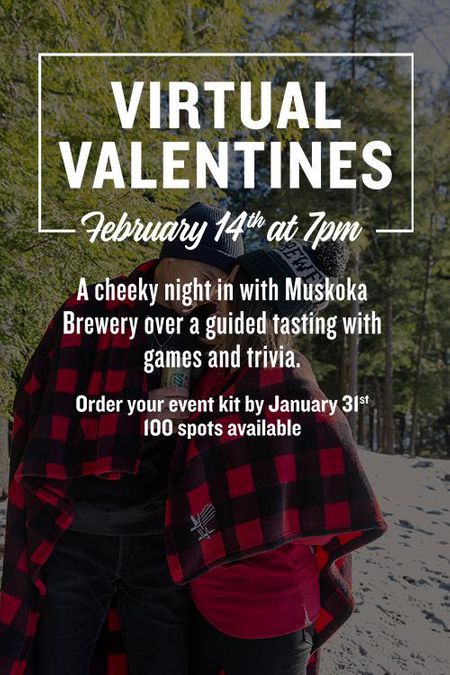 VIRTUAL
VALENTINES
February 14th at 7pm
A cheeky night in with Muskoka
Brewery over a guided tasting with
games and trivia.
Order your event kit by January 31st
100 spots available